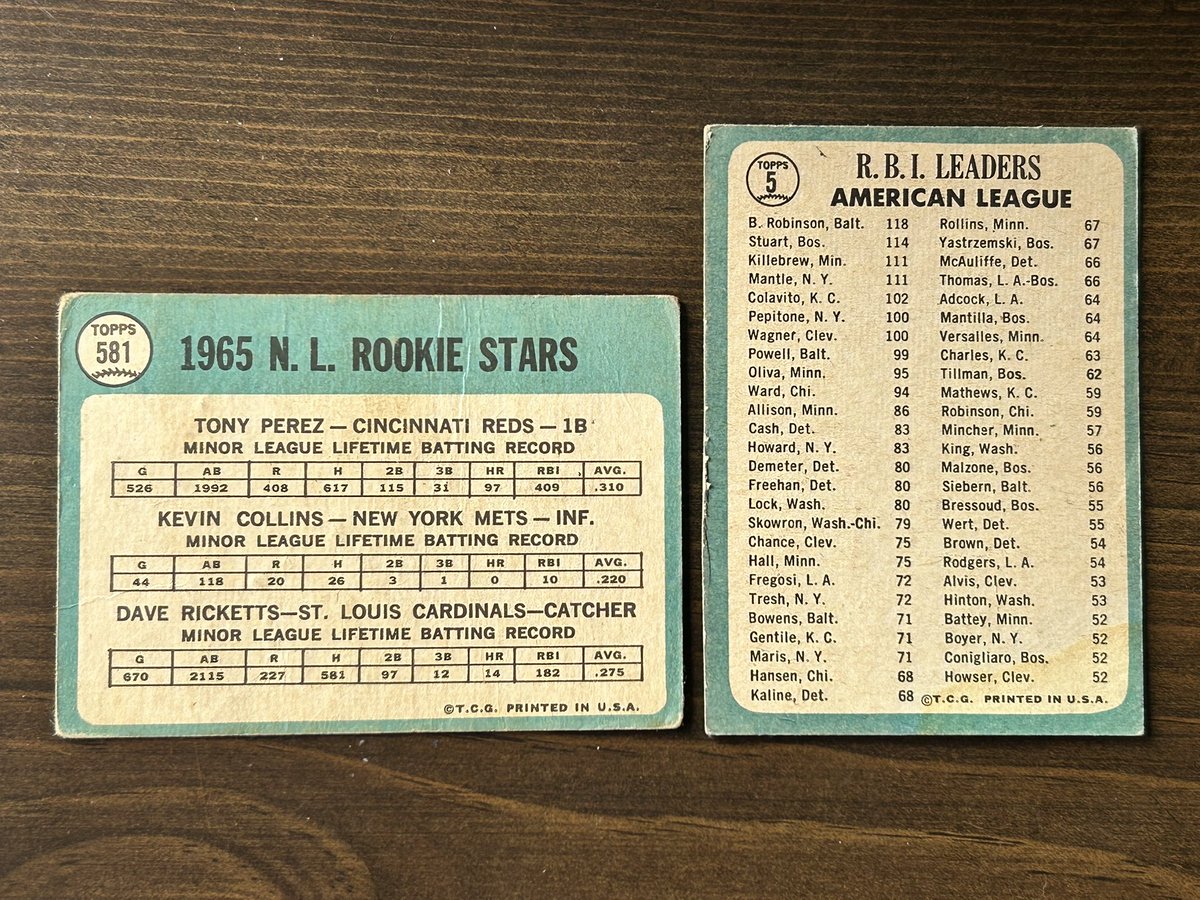 TOPPS
581
1965 N. L. ROOKIE STARS
TONY PEREZ — CINCINNATI REDS — 1B
MINOR LEAGUE LIFETIME BATTING RECORD
G AB R H 2B 3B HR RBI AVG.
526 1992 408 617 115 31 97 409 .310
KEVIN COLLINS — NEW YORK METS — INF.
MINOR LEAGUE LIFETIME BATTING RECORD
G AB R H 2B 3B HR RBI AVG.
44 118 20 26 3 1 0 10 .220
DAVE RICKETTS—ST. LOUIS CARDINALS—CATCHER
MINOR LEAGUE LIFETIME BATTING RECORD
G AB R H 2B 3B HR RBI AVG.
670 2115 227 581 97 12 14 182 .275
©T.C.G. PRINTED IN U.S.A.
TOPPS
5
R. B. I. LEADERS
AMERICAN LEAGUE
B. Robinson, Balt. 118
Stuart, Bos. 114
Killebrew, Min. 111
Mantle, N. Y. 111
Colavito, K. C. 102
Pepitone, N. Y. 100
Wagner, Clev. 100
Powell, Balt. 99
Oliva, Minn. 95
Ward, Chi. 94
Allison, Minn. 86
Cash, Det. 83
Howard, N. Y. 83
Demeter, Det. 80
Freehan, Det. 80
Lock, Wash. 80
Skowron, Wash.-Chi. 79
Chance, Clev. 75
Hall, Minn. 75
Fregosi, L. A. 72
Tresh, N. Y. 72
Bowens, Balt. 71
Gentile, K. C. 71
Maris, N. Y. 71
Hansen, Chi. 68
Kaline, Det. 68
Rollins, Minn. 67
Yastrzemski, Bos. 67
McAuliffe, Det. 66
Thomas, L. A.-Bos. 66
Adcock, L. A. 64
Mantilla, Bos. 64
Versalles, Minn. 64
Charles, K. C. 63
Tillman, Bos. 62
Mathews, K. C. 59
Robinson, Chi. 59
Mincher, Minn. 57
King, Wash. 56
Malzone, Bos. 56
Siebern, Balt. 56
Bressoud, Bos. 55
Wert, Det. 55
Brown, Det. 54
Rodgers, L. A. 54
Alvis, Clev. 53
Hinton, Wash. 53
Battey, Minn. 52
Boyer, N. Y. 52
Conigliaro, Bos. 52
Howser, Clev. 52
©T.C.G. PRINTED IN U.S.A.